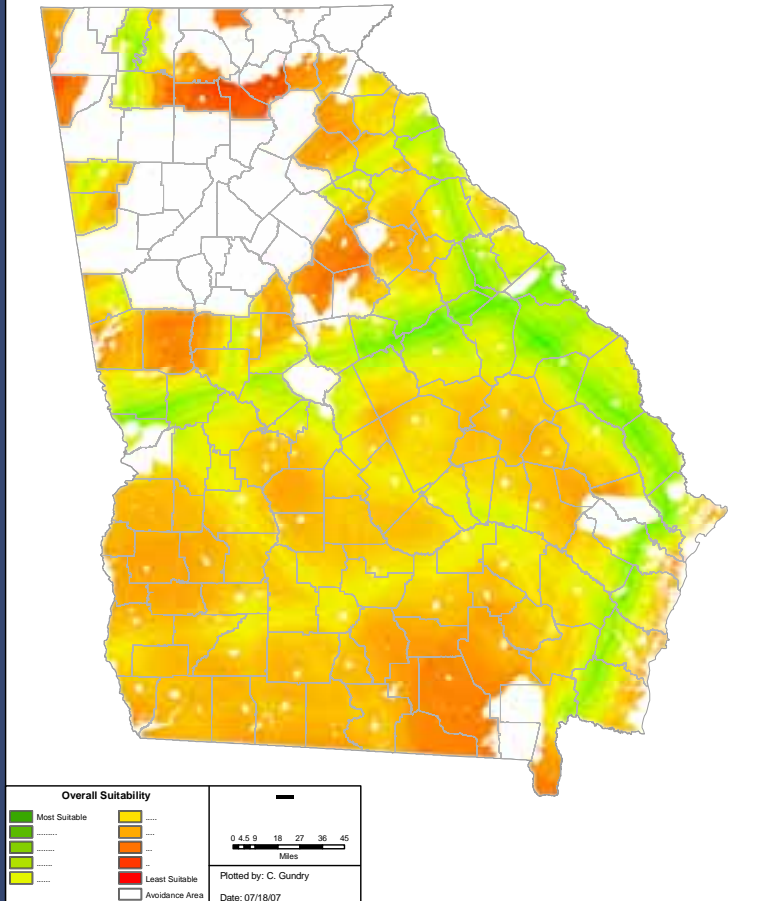 Overall Suitability
Most Suitable
..........
.........
........
......
.....
....
...
..
Least Suitable
Avoidance Area
0 4.5 9 18 27 36 45
Miles
Plotted by: C. Gundry
Date: 07/18/07